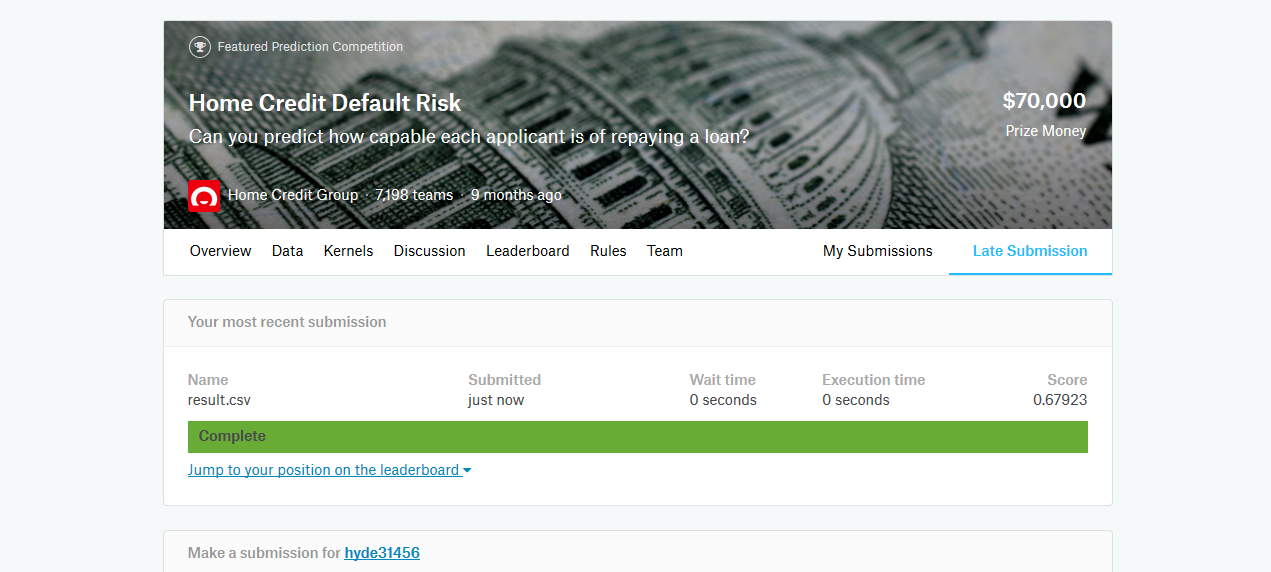 Featured Prediction Competition
Home Credit Default Risk
$70,000
Can you predict how capable each applicant is of repaying a loan?
Prize Money
Home Credit Group · 7,198 teams · 9 months ago
Overview Data Kernels Discussion Leaderboard Rules Team My Submissions Late Submission
Your most recent submission
Name Submitted Wait time Execution time Score
result.csv just now 0 seconds 0 seconds 0.67923
Complete
Jump to your position on the leaderboard
Make a submission for hyde31456